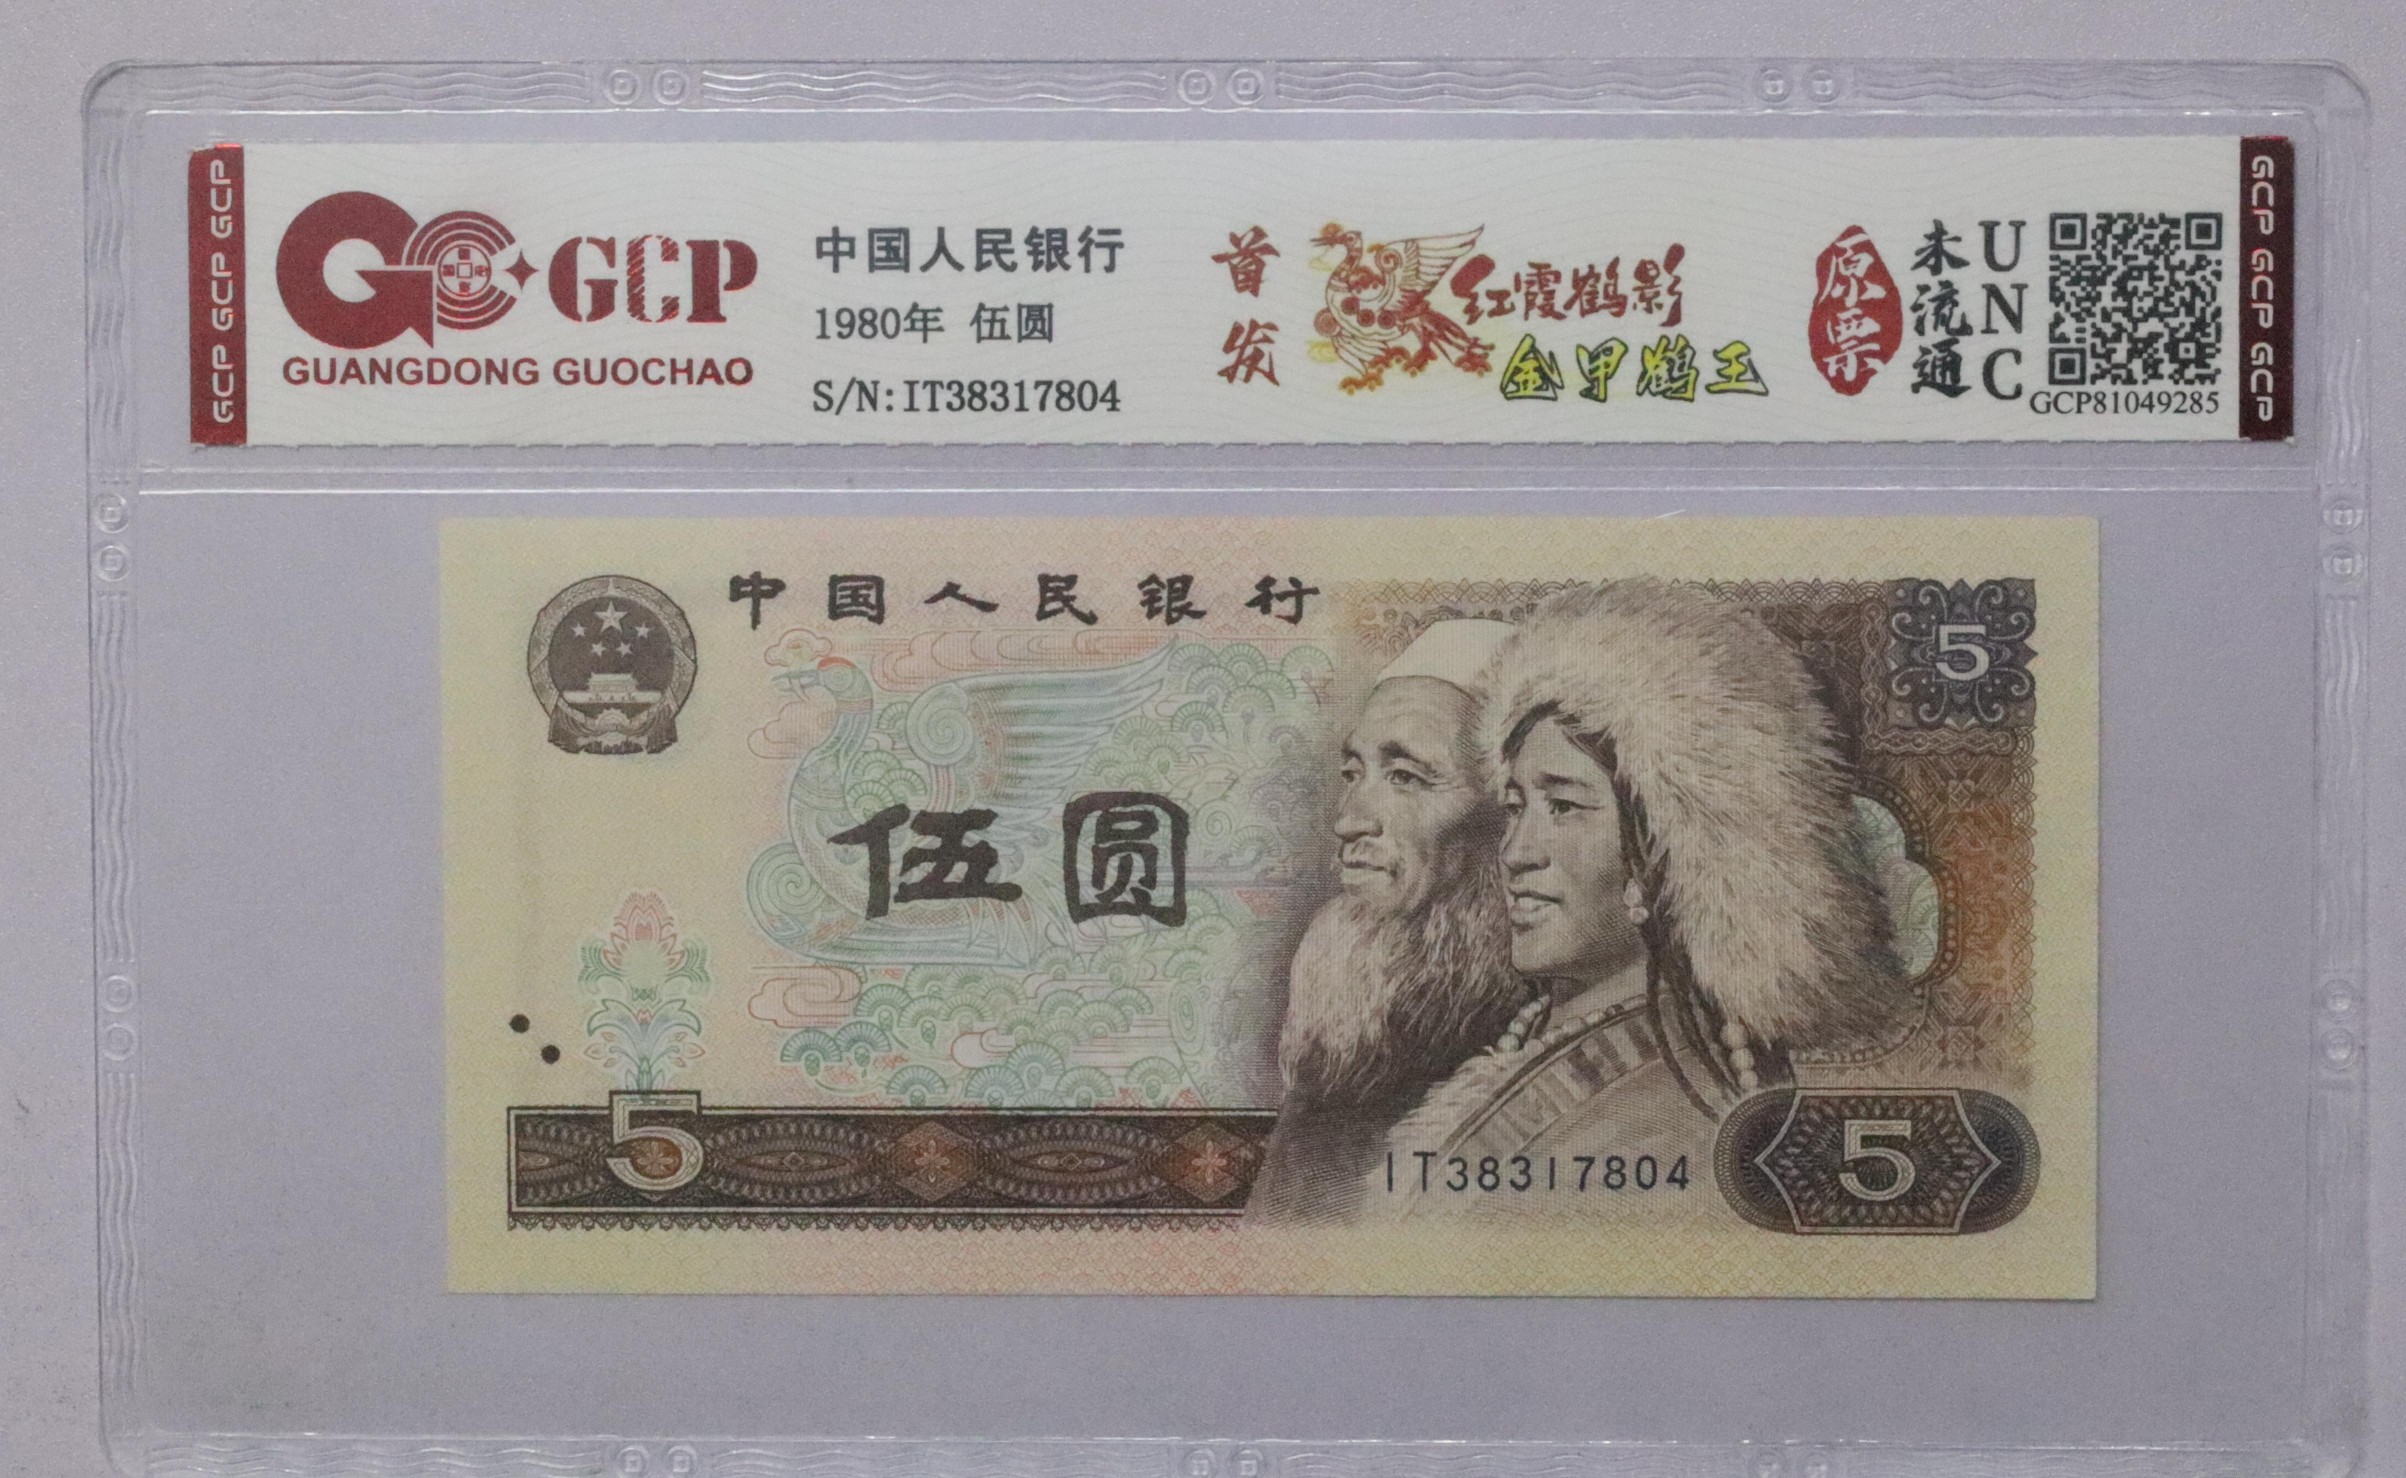 GCP GCP GCP
GCP
GUANGDONG GUOCHAO
中国人民银行
1980年 伍圆
S/N:IT38317804
首发
红霞鹤影
金甲鹤王
原票
未流通
UNC
GCP81049285
GCP GCP GCP
中国人民银行
5
伍圆
5
IT38317804
5